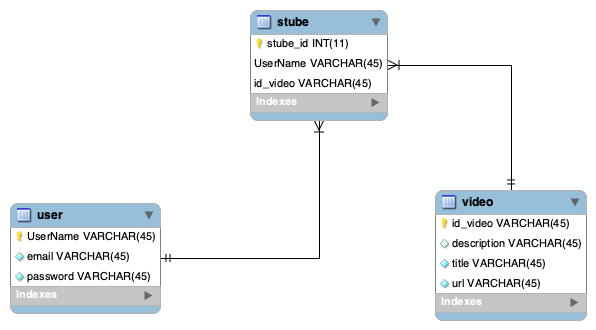 stube
stube_id INT(11)
UserName VARCHAR(45)
id_video VARCHAR(45)
Indexes
user
UserName VARCHAR(45)
email VARCHAR(45)
password VARCHAR(45)
Indexes
video
id_video VARCHAR(45)
description VARCHAR(45)
title VARCHAR(45)
url VARCHAR(45)
Indexes